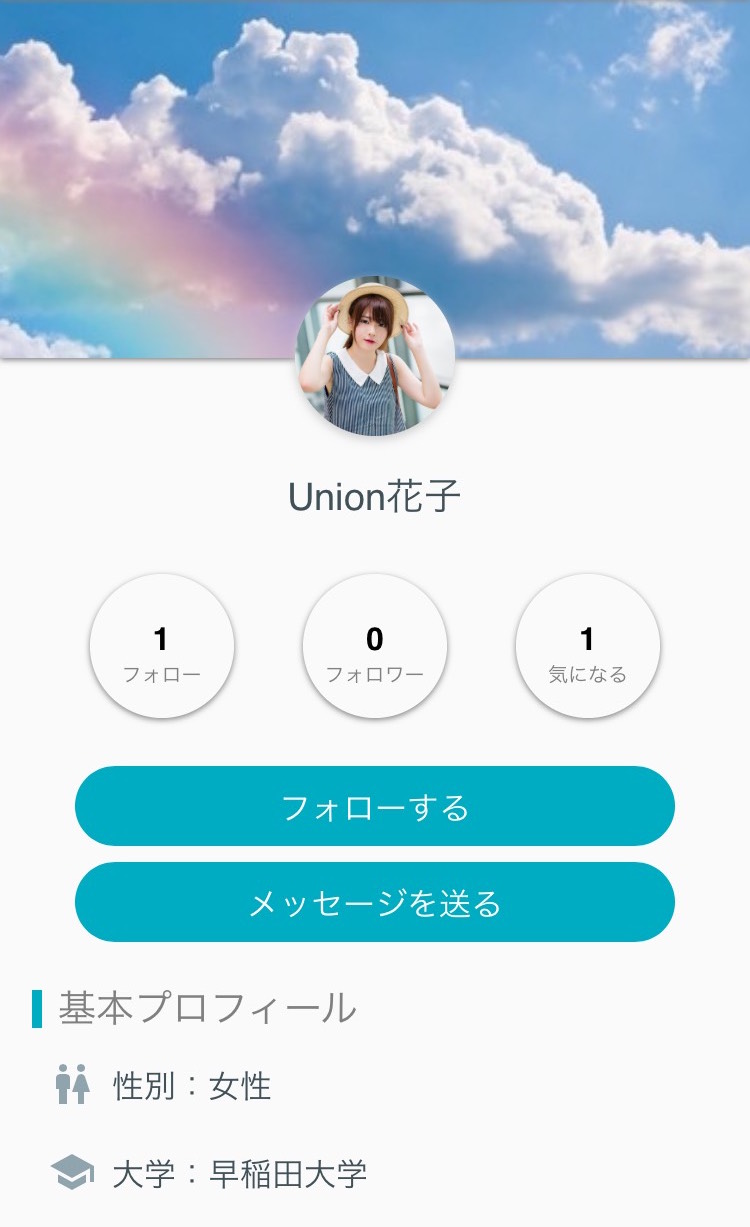 Union花子
1
フォロー
0
フォロワー
1
気になる
フォローする
メッセージを送る
基本プロフィール
性別：女性
大学：早稲田大学